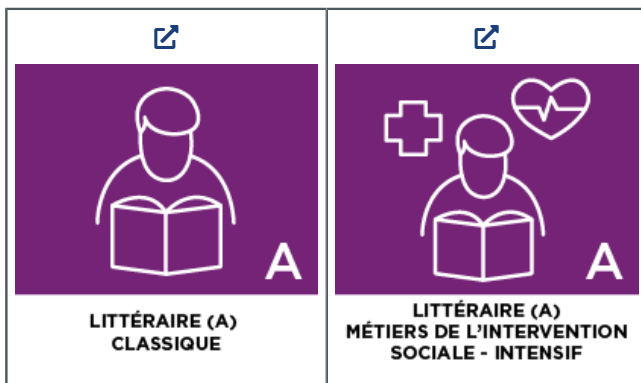 A
LITTÉRAIRE (A)
CLASSIQUE
A
LITTÉRAIRE (A)
MÉTIERS DE L'INTERVENTION
SOCIALE - INTENSIF